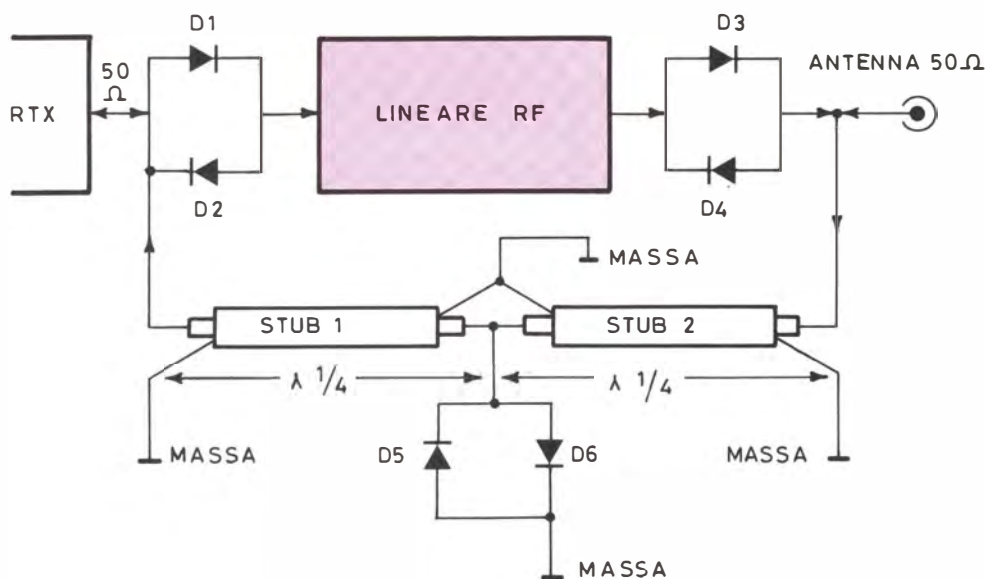 D1
D3
50
Ω
ANTENNA 50Ω
RTX
LINEARE RF
D2
D4
MASSA
STUB 1
STUB 2
λ 1/4
λ 1/4
MASSA
D5
D6
MASSA
MASSA